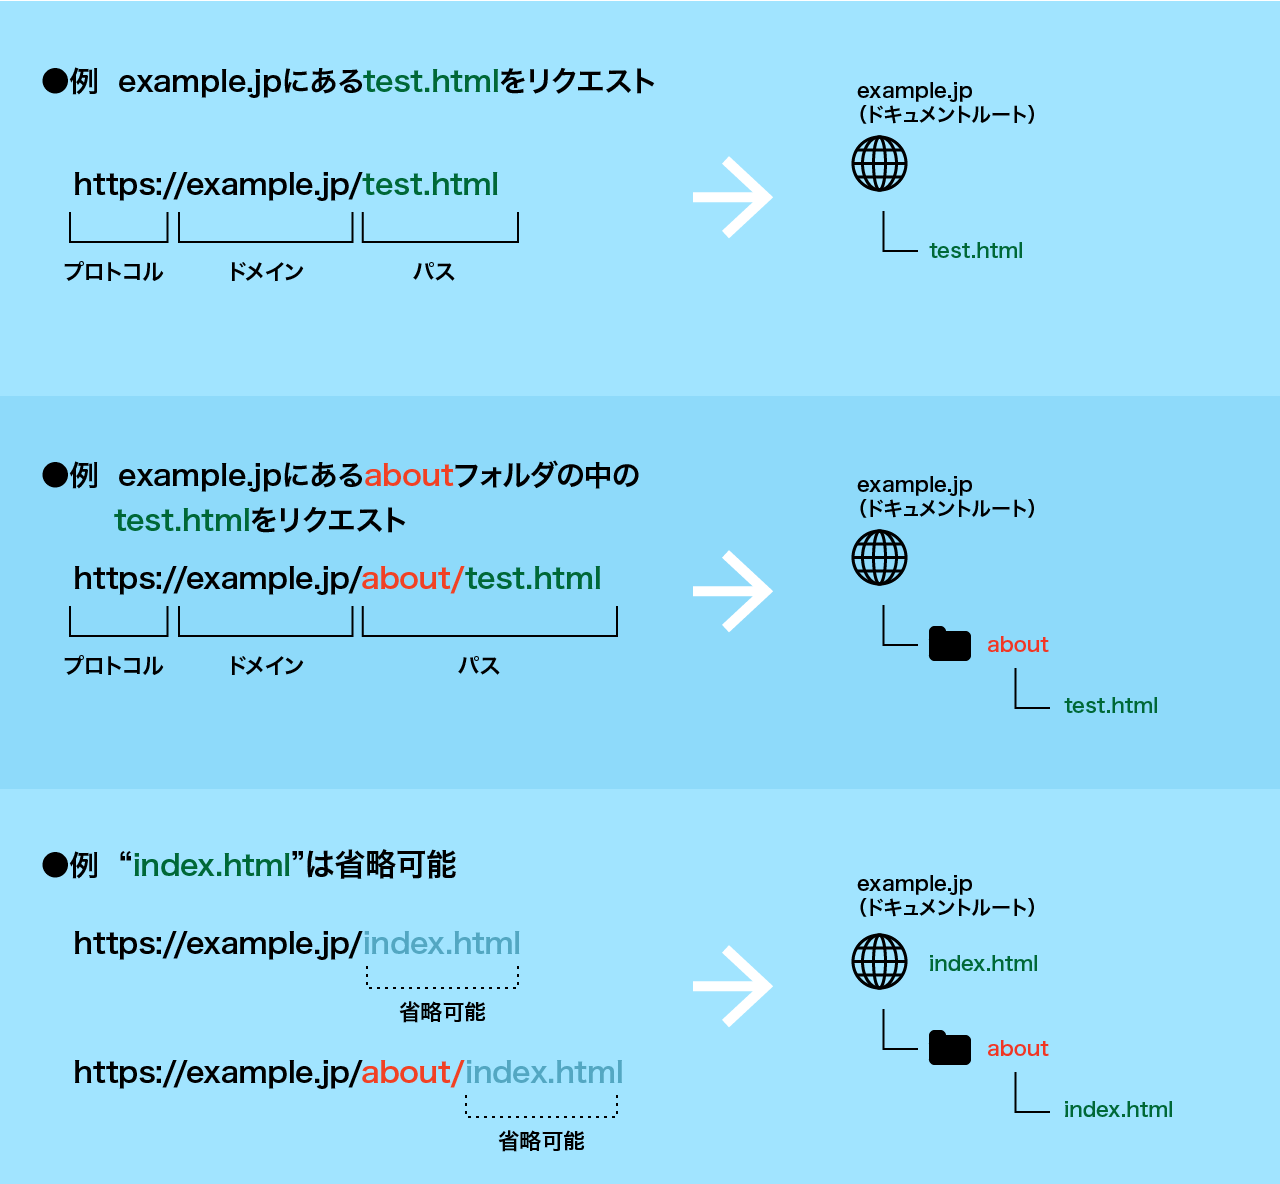 ●例 example.jpにあるtest.htmlをリクエスト
https://example.jp/test.html
プロトコル ドメイン パス
example.jp
（ドキュメントルート）
test.html
●例 example.jpにあるaboutフォルダの中の
test.htmlをリクエスト
https://example.jp/about/test.html
プロトコル ドメイン パス
example.jp
（ドキュメントルート）
about
test.html
●例 “index.html”は省略可能
https://example.jp/index.html
省略可能
https://example.jp/about/index.html
省略可能
example.jp
（ドキュメントルート）
index.html
about
index.html